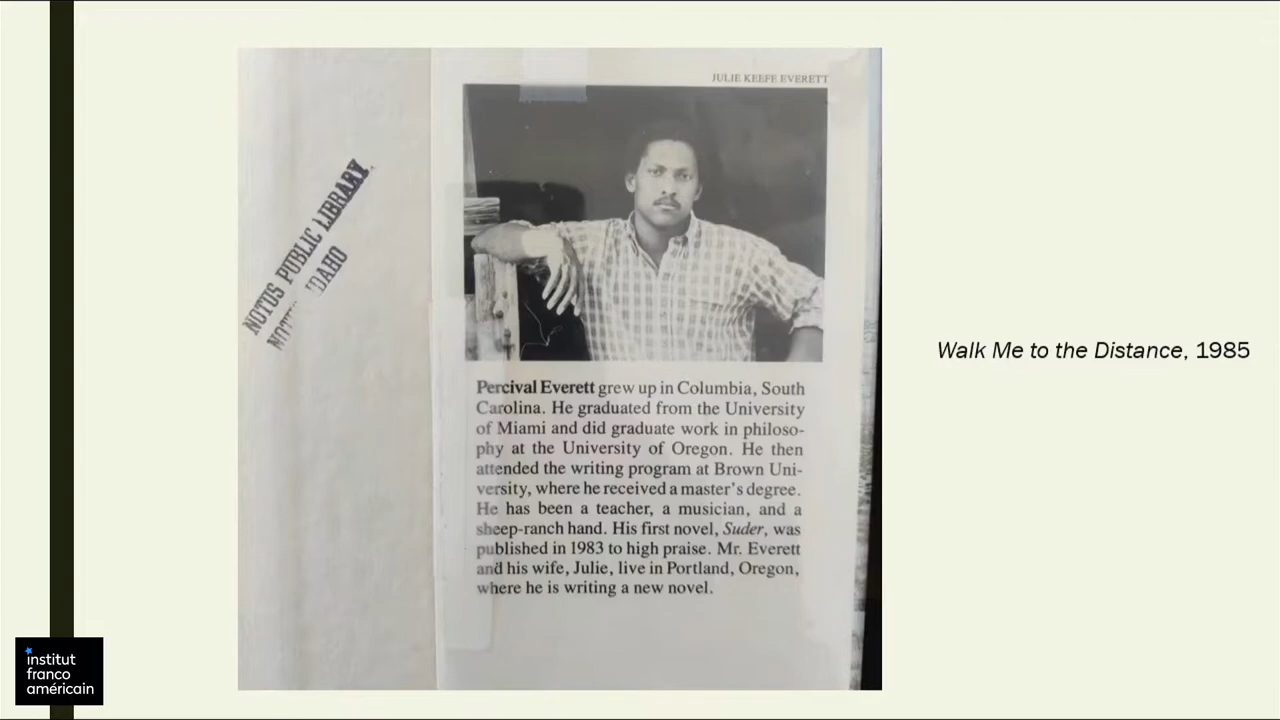 JULIE KEEFE EVERETT
NOTUS PUBLIC LIBRARY
IDAHO
Percival Everett grew up in Columbia, South
Carolina. He graduated from the University
of Miami and did graduate work in philoso-
phy at the University of Oregon. He then
attended the writing program at Brown Uni-
versity, where he received a master's degree.
He has been a teacher, a musician, and a
sheep-ranch hand. His first novel, Suder, was
published in 1983 to high praise. Mr. Everett
and his wife, Julie, live in Portland, Oregon,
where he is writing a new novel.
Walk Me to the Distance, 1985
institut
franco
américain